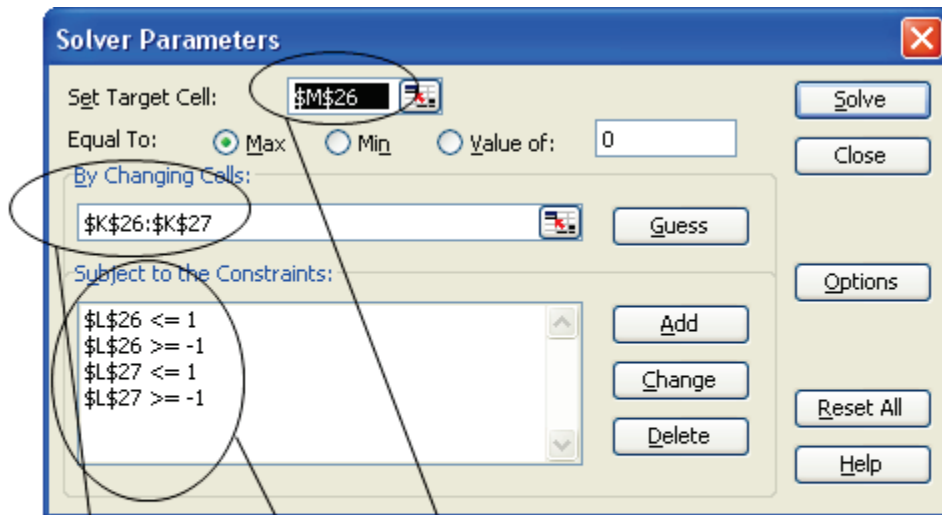 Solver Parameters
Set Target Cell: $M$26 Solve
Equal To: Max Min Value of: 0 Close
By Changing Cells:
$K$26:$K$27 Guess
Subject to the Constraints: Options
$L$26 <= 1 Add
$L$26 >= -1
$L$27 <= 1 Change
$L$27 >= -1 Reset All
Delete
Help